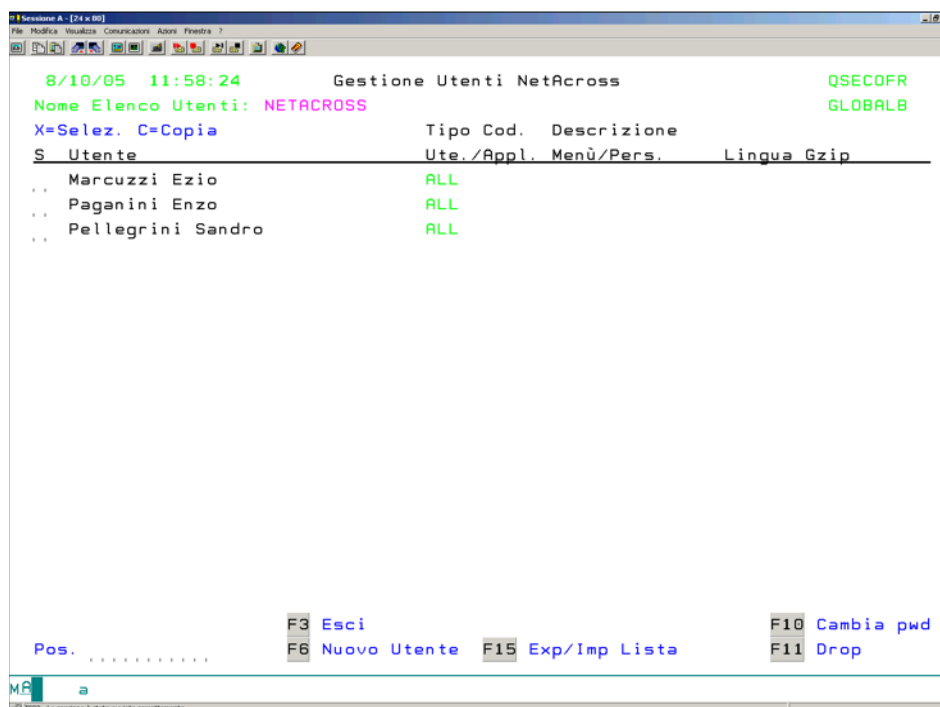 Sessione A - [24 x 80]
File Modifica Visualizza Comunicazioni Azioni Finestra ?
8/10/05 11:58:24 Gestione Utenti NetAcross QSECOFR
Nome Elenco Utenti: NETACROSS GLOBALB
X=Selez. C=Copia Tipo Cod. Descrizione
S Utente Ute./Appl. Menù/Pers. Lingua Gzip
Marcuzzi Ezio ALL
Paganini Enzo ALL
Pellegrini Sandro ALL
F3 Esci F10 Cambia pwd
Pos. F6 Nuovo Utente F15 Exp/Imp Lista F11 Drop
MA a